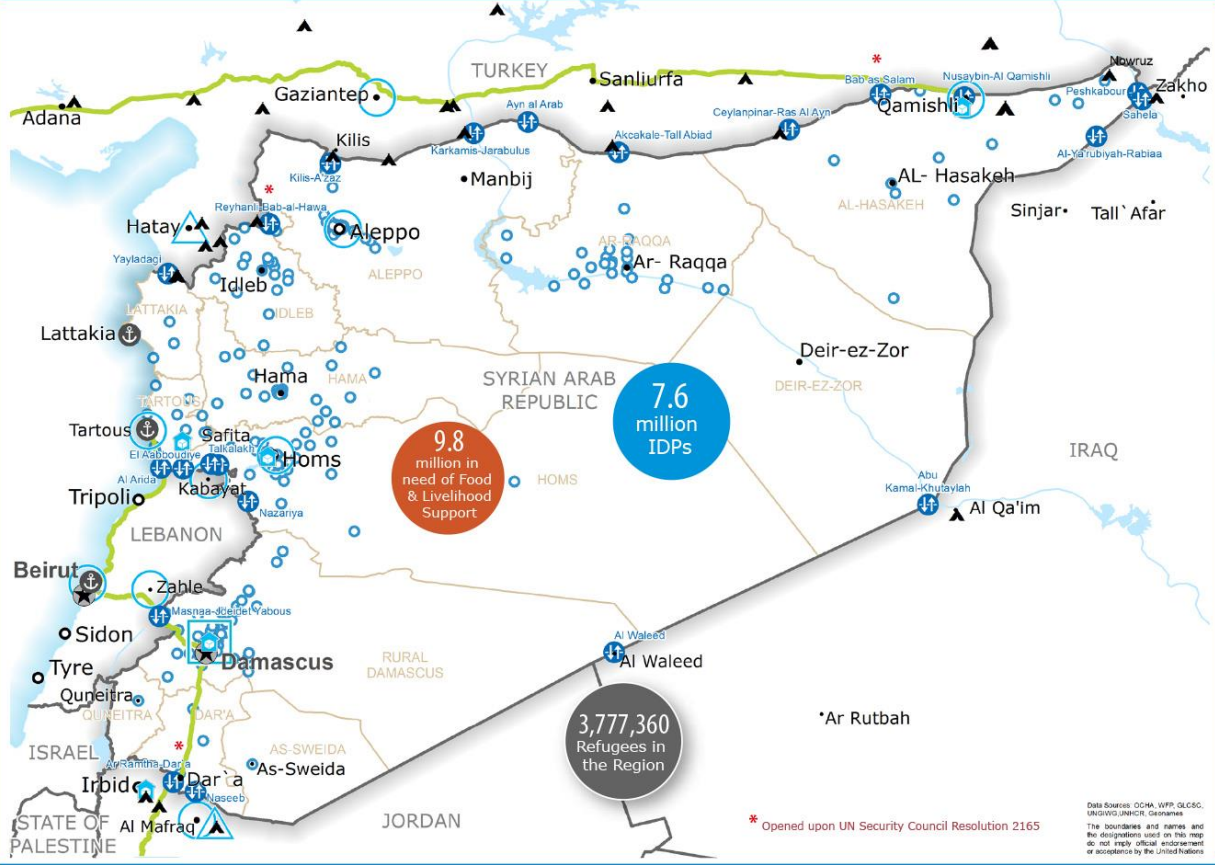 TURKEY
Nowruz
Sanliurfa
Bab as Salam
Nusaybin-Al Qamishli
Gaziantep
Qamishli
Peshkabour
Zakho
Adana
Ayn al Arab
Ceylanpinar-Ras Al Ayn
Sahela
Kilis
Karkamis-Jarabulus
Akcakale-Tall Abiad
Al-Ya'rubiyah-Rabiaa
Kilis-A'zaz
Manbij
AL- Hasakeh
*
Reyhanli-Bab-al-Hawa
AL-HASAKEH
Sinjar
Tall`Afar
Hatay
Aleppo
AR-RAQQA
Yayladagi
Ar- Raqqa
ALEPPO
Idleb
LATTAKIA
IDLEB
Lattakia
Deir-ez-Zor
Hama
HAMA
SYRIAN ARAB
REPUBLIC
DEIR-EZ-ZOR
7.6
million
IDPs
TARTOUS
Tartous
Safita
9.8
million in
need of Food
& Livelihood
Support
El Aabboudiye
Talkalakh
Homs
IRAQ
Al Arida
Kabayat
HOMS
Abu
Kamal-Khutaylah
Tripoli
Nazariya
Al Qa'im
LEBANON
Beirut
Zahle
Masnaa-Jdeidet Yabous
Sidon
Al Waleed
Al Waleed
Damascus
RURAL
DAMASCUS
Tyre
Quneitra
QUNEITRA
DAR'A
3,777,360
Refugees in
the Region
Ar Rutbah
ISRAEL
*
AS-SWEIDA
Ar Ramtha-Dar'a
As-Sweida
Irbid
Dar`a
Naseeb
STATE OF
PALESTINE
Al Mafraq
JORDAN
* Opened upon UN Security Council Resolution 2165
Data Sources: OCHA, WFP, GLCSC,
UNGIWG,UNHCR, Geonames
The boundaries and names and
the designations used on this map
do not imply official endorsement
or acceptance by the United Nations